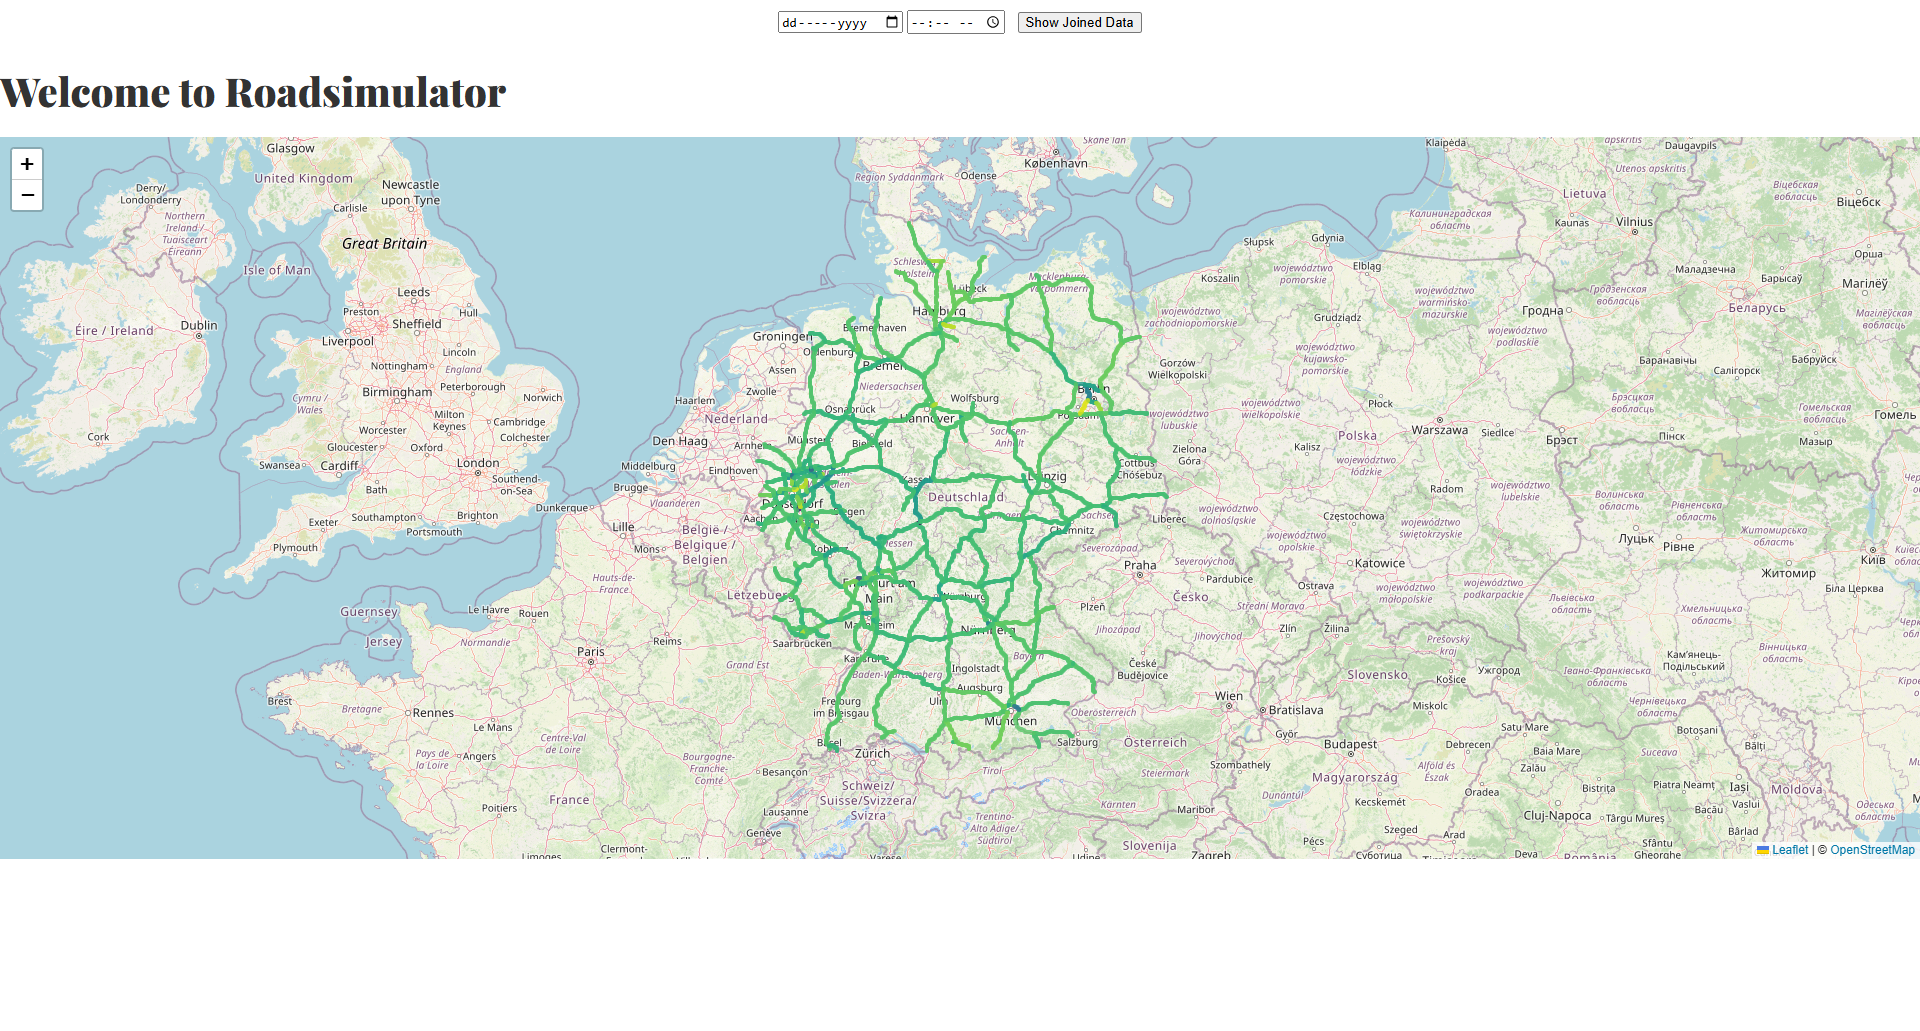 dd-----yyyy --:-- -- Show Joined Data
Welcome to Roadsimulator
+
−
Glasgow
United Kingdom
Derry/
Londonderry
Northern
Ireland /
Tuaisceart
Éireann
Carlisle
Newcastle
upon Tyne
Great Britain
Isle of Man
Leeds
Preston
Hull
Sheffield
Éire / Ireland
Dublin
Liverpool
Lincoln
Nottingham
England
Birmingham
Peterborough
Norwich
Cymru /
Wales
Milton
Keynes
Cambridge
Colchester
Cork
Worcester
Gloucester
Oxford
Swansea
Cardiff
London
Southend-
on-Sea
Bath
Exeter
Southampton
Brighton
Portsmouth
Plymouth
Dunkerque
Guernsey
Jersey
Le Havre
Rouen
Normandie
Hauts-de-
France
Reims
Paris
Grand Est
Brest
Bretagne
Rennes
Le Mans
Centre-Val
de Loire
Pays de
la Loire
Angers
Bourgogne-
Franche-
Comté
Besançon
France
Poitiers
Limoges
Clermont-
Lausanne
Genève
Region Syddanmark
Odense
København
Skåne län
Groningen
Assen
Zwolle
Haarlem
Nederland
Den Haag
Arnhem
Middelburg
Eindhoven
Brugge
Vlaanderen
Lille
België /
Belgique /
Belgien
Mons
Aachen
Lëtzebuerg
Lübeck
Hamburg
Bremerhaven
Oldenburg
Bremen
Niedersachsen
Wolfsburg
Osnabrück
Hannover
Bielefeld
Münster
Sachsen-
Anhalt
Leipzig
Deutschland
Siegen
Cottbus
Chóśebuz
Chemnitz
Frankfurt am
Main
Würzburg
Mannheim
Nürnberg
Saarbrücken
Karlsruhe
Baden-Württemberg
Ingolstadt
Augsburg
Ulm
München
Freiburg
im Breisgau
Basel
Zürich
Schweiz/
Suisse/Svizzera/
Svizra
Tirol
Salzburg
Oberösterreich
Österreich
Steiermark
Kärnten
Trentino-
Alto Adige/-
Südtirol
Varese
Udine
Slovenija
Maribor
Zagreb
Liberec
Severozápad
Severovýchod
Praha
Pardubice
Česko
Střední Morava
Plzeň
Jihozápad
Jihovýchod
Zlín
České
Budějovice
Wien
Bratislava
Győr
Szombathely
Budapest
Magyarország
Dunántúl
Kecskemét
Pécs
Szeged
Суботица
Słupsk
Gdynia
Koszalin
Elbląg
województwo
pomorskie
województwo
zachodniopomorskie
województwo
warmińsko-
mazurskie
Grudziądz
województwo
podlaskie
Gorzów
Wielkopolski
województwo
kujawsko-
pomorskie
województwo
lubuskie
województwo
wielkopolskie
Płock
Warszawa
Siedlce
Zielona
Góra
Kalisz
Polska
województwo
łódzkie
Radom
województwo
lubelskie
województwo
dolnośląskie
Częstochowa
województwo
opolskie
województwo
świętokrzyskie
Katowice
Ostrava
województwo
małopolskie
województwo
podkarpackie
Žilina
Prešovský
kraj
Slovensko
Košice
Miskolc
Debrecen
Alföld és
Észak
Satu Mare
Baia Mare
Oradea
Zalău
Bistrița
Cluj-Napoca
Târgu Mureș
Arad
Deva
România
Klaipėda
Daugavpils
Utenos apskritis
Lietuva
Vilnius
Kaunas
Калининградская
область
Віцебская
вобласць
Віцебск
Маладзечна
Барысаў
Орша
Гродзенская
вобласць
Магілёў
Гродна
Беларусь
Магілёўская
вобласць
Баранавічы
Бабруйск
Салігорск
Брэсцкая
вобласць
Гомельская
вобласць
Гомель
Брэст
Пінск
Мазыр
Волинська
область
Рівненська
область
Житомирська
область
Луцьк
Рівне
Київ
Житомир
Біла Церква
Львівська
область
Хмельницька
область
Вінницька
область
Кам'янець-
Подільський
Івано-Франківська
область
Ужгород
Чернівецька
область
Botoșani
Bălți
Suceava
Piatra Neamț
Iași
Vaslui
Moldova
Bacău
Bârlad
Sfântu
Gheorghe
Одеська
область
Leaflet | © OpenStreetMap